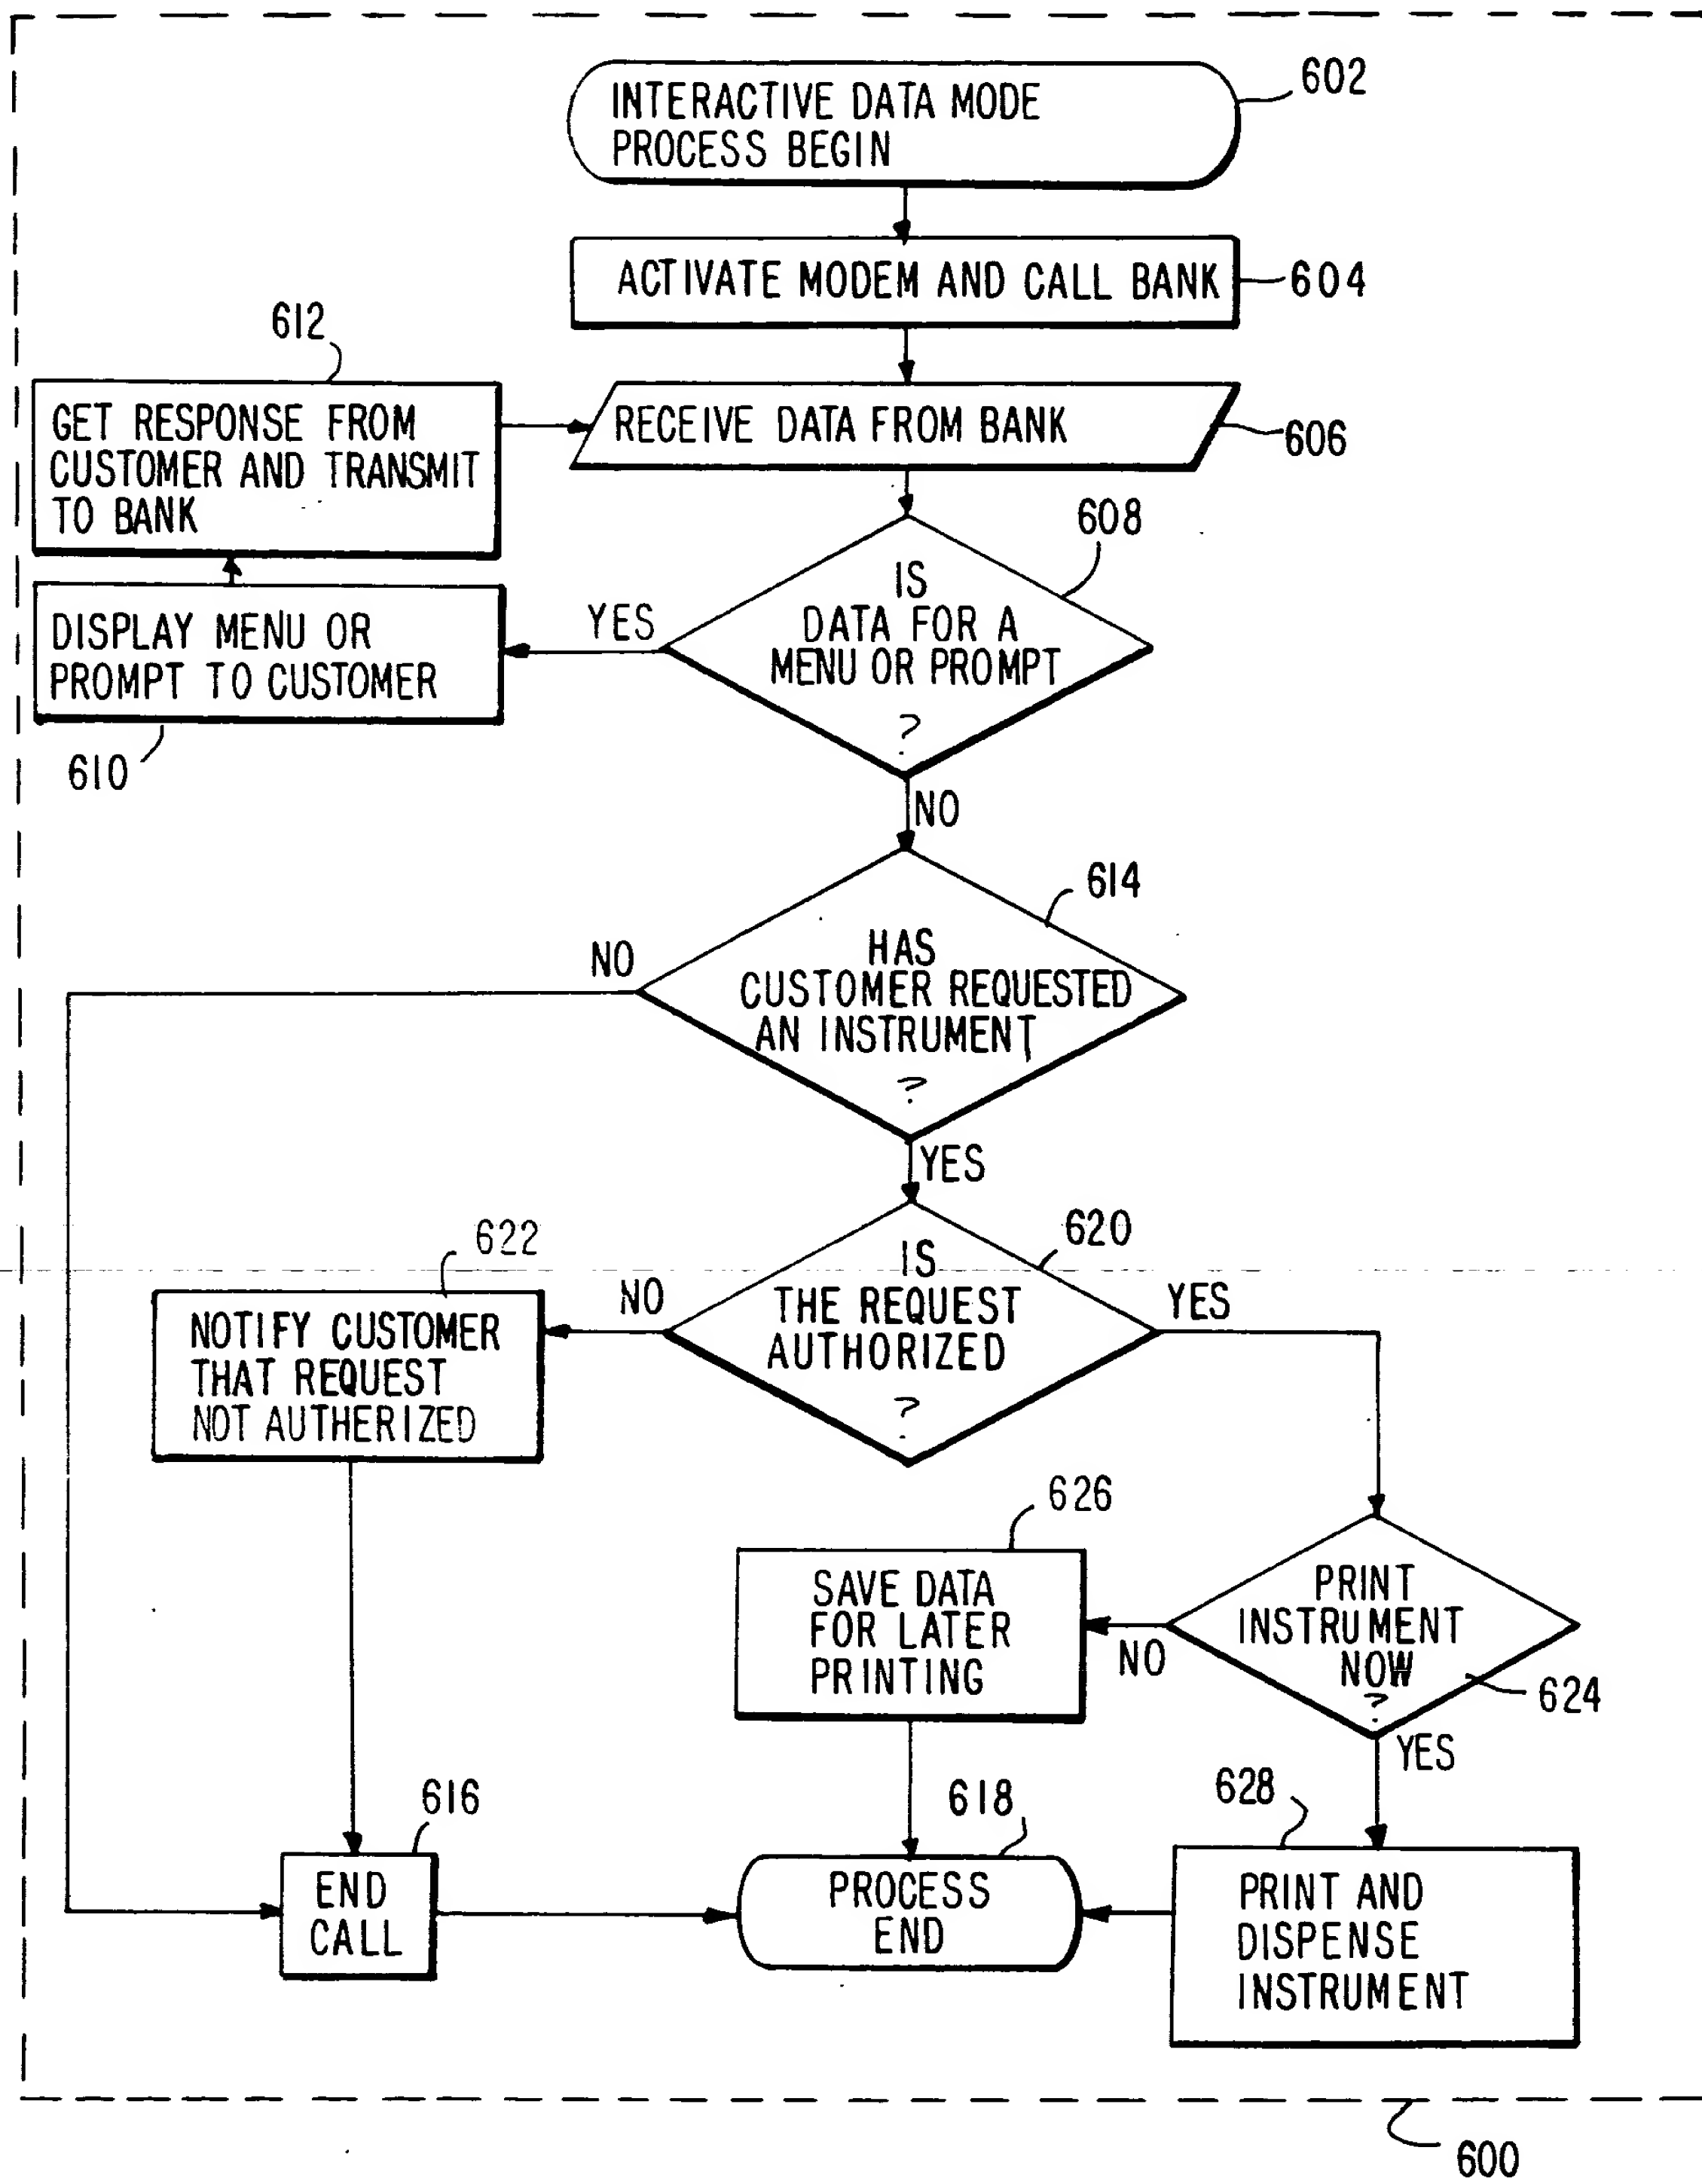 602
INTERACTIVE DATA MODE
PROCESS BEGIN
ACTIVATE MODEM AND CALL BANK
604
612
GET RESPONSE FROM
CUSTOMER AND TRANSMIT
TO BANK
RECEIVE DATA FROM BANK
606
608
IS
DATA FOR A
MENU OR PROMPT
?
YES
DISPLAY MENU OR
PROMPT TO CUSTOMER
610
NO
614
HAS
CUSTOMER REQUESTED
AN INSTRUMENT
?
NO
YES
620
IS
THE REQUEST
AUTHORIZED
?
NO
YES
622
NOTIFY CUSTOMER
THAT REQUEST
NOT AUTHERIZED
626
SAVE DATA
FOR LATER
PRINTING
PRINT
INSTRUMENT
NOW
?
NO
624
YES
616
END
CALL
618
PROCESS
END
628
PRINT AND
DISPENSE
INSTRUMENT
600